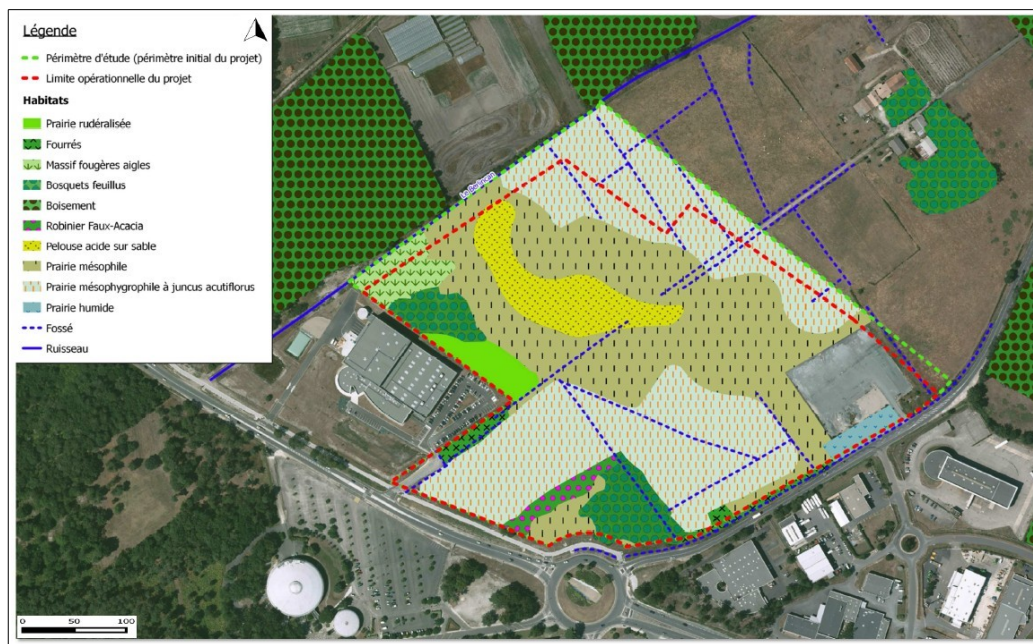 Légende
Périmètre d'étude (périmètre initial du projet)
Limite opérationnelle du projet
Habitats
Prairie rudéralisée
Fourrés
Massif fougères aigles
Bosquets feuillus
Boisement
Robinier Faux-Acacia
Pelouse acide sur sable
Prairie mésophile
Prairie mésohygrophile à juncus acutiflorus
Prairie humide
Fossé
Ruisseau
0 50 100